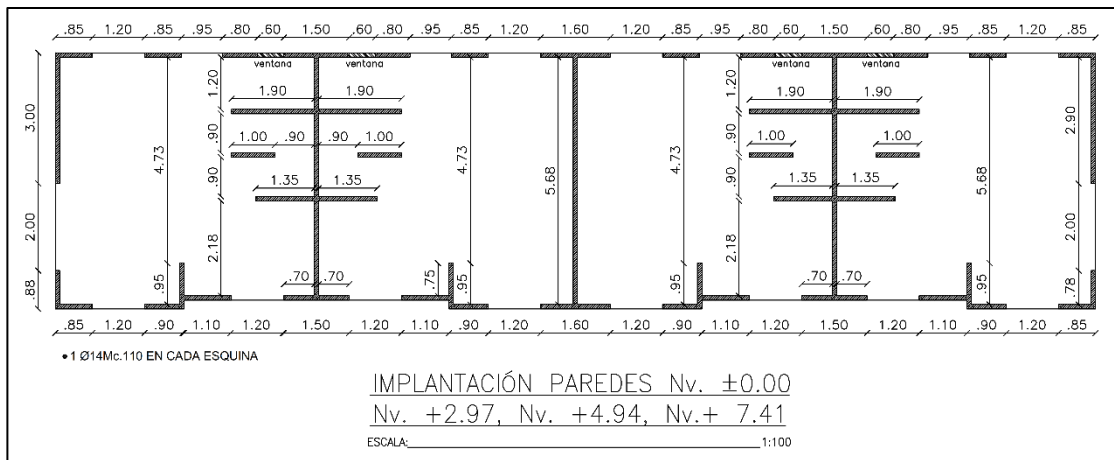 .85 1.20 .85 .95 .80 .60 1.50 .60 .80 .95 .85 1.20 1.60 1.20 .85 .95 .80 .60 1.50 .60 .80 .95 .85 1.20 .85
ventana ventana ventana ventana
3.00 1.20 1.20 2.90
1.90 1.90 1.90 1.90
.90 .90
1.00 .90 .90 1.00 1.00 1.00
4.73 4.73 5.68 4.73 5.68
.90 .90
1.35 1.35 1.35 1.35
2.00 2.18 2.18 2.00
.70 .70 .70 .70
.88 .95 .75 .95 .95 .95 .78
.85 1.20 .90 1.10 1.20 1.50 1.20 1.10 .90 1.20 1.60 1.20 .90 1.10 1.20 1.50 1.20 1.10 .90 1.20 .85
• 1 Ø14Mc.110 EN CADA ESQUINA
IMPLANTACIÓN PAREDES Nv. ±0.00
Nv. +2.97, Nv. +4.94, Nv.+ 7.41
ESCALA: 1:100